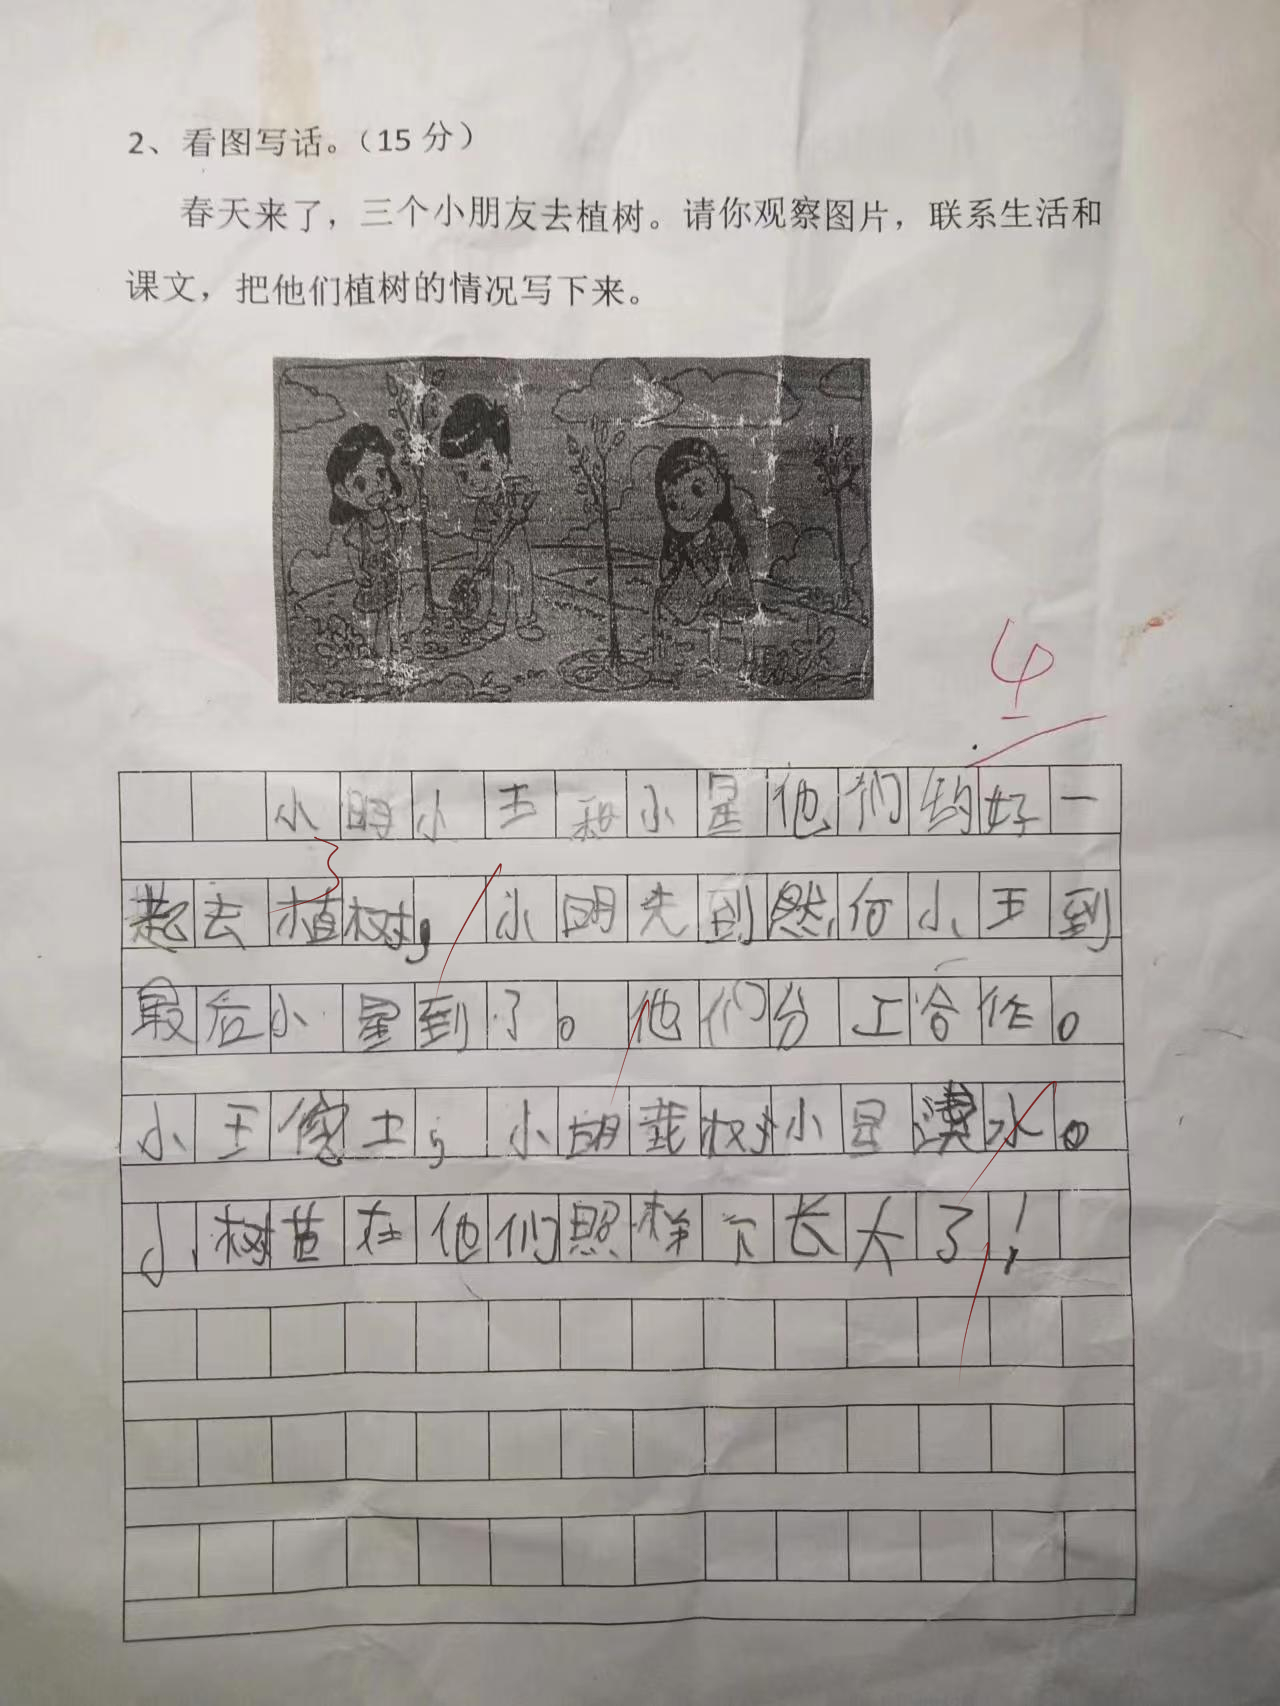 2、看图写话。（15 分）
春天来了，三个小朋友去植树。请你观察图片，联系生活和
课文，把他们植树的情况写下来。
4
小明小王和小星他们约好一
起去植树，小明先到然后小王到
最后小星到了。他们分工合作。
小王土，小明栽树小星水。
小树苗在他们照样下长大了！